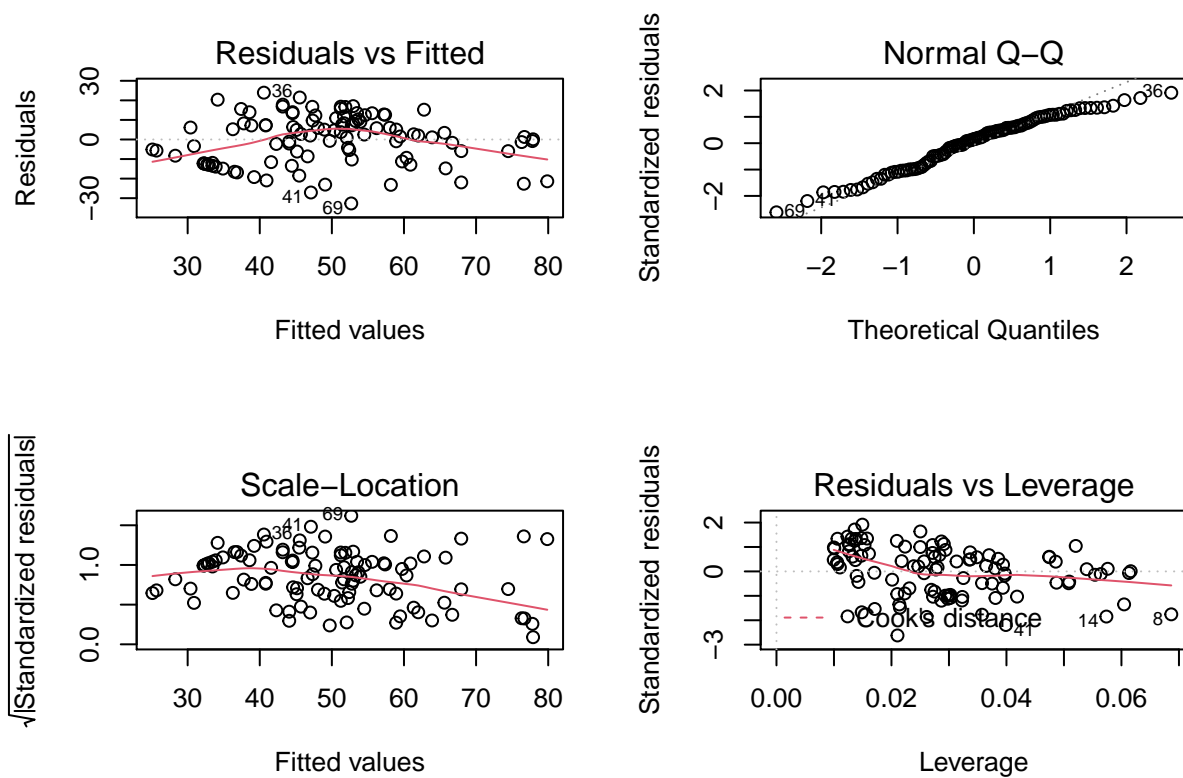 Residuals vs Fitted
Residuals
30
0
−30
36
41
69
30 40 50 60 70 80
Fitted values
Normal Q−Q
Standardized residuals
2
0
−2
69
41
36
−2 −1 0 1 2
Theoretical Quantiles
Scale−Location
√|Standardized residuals|
1.0
0.0
69
41
36
30 40 50 60 70 80
Fitted values
Residuals vs Leverage
Standardized residuals
2
0
−3
Cook's distance
41
14
8
0.00 0.02 0.04 0.06
Leverage